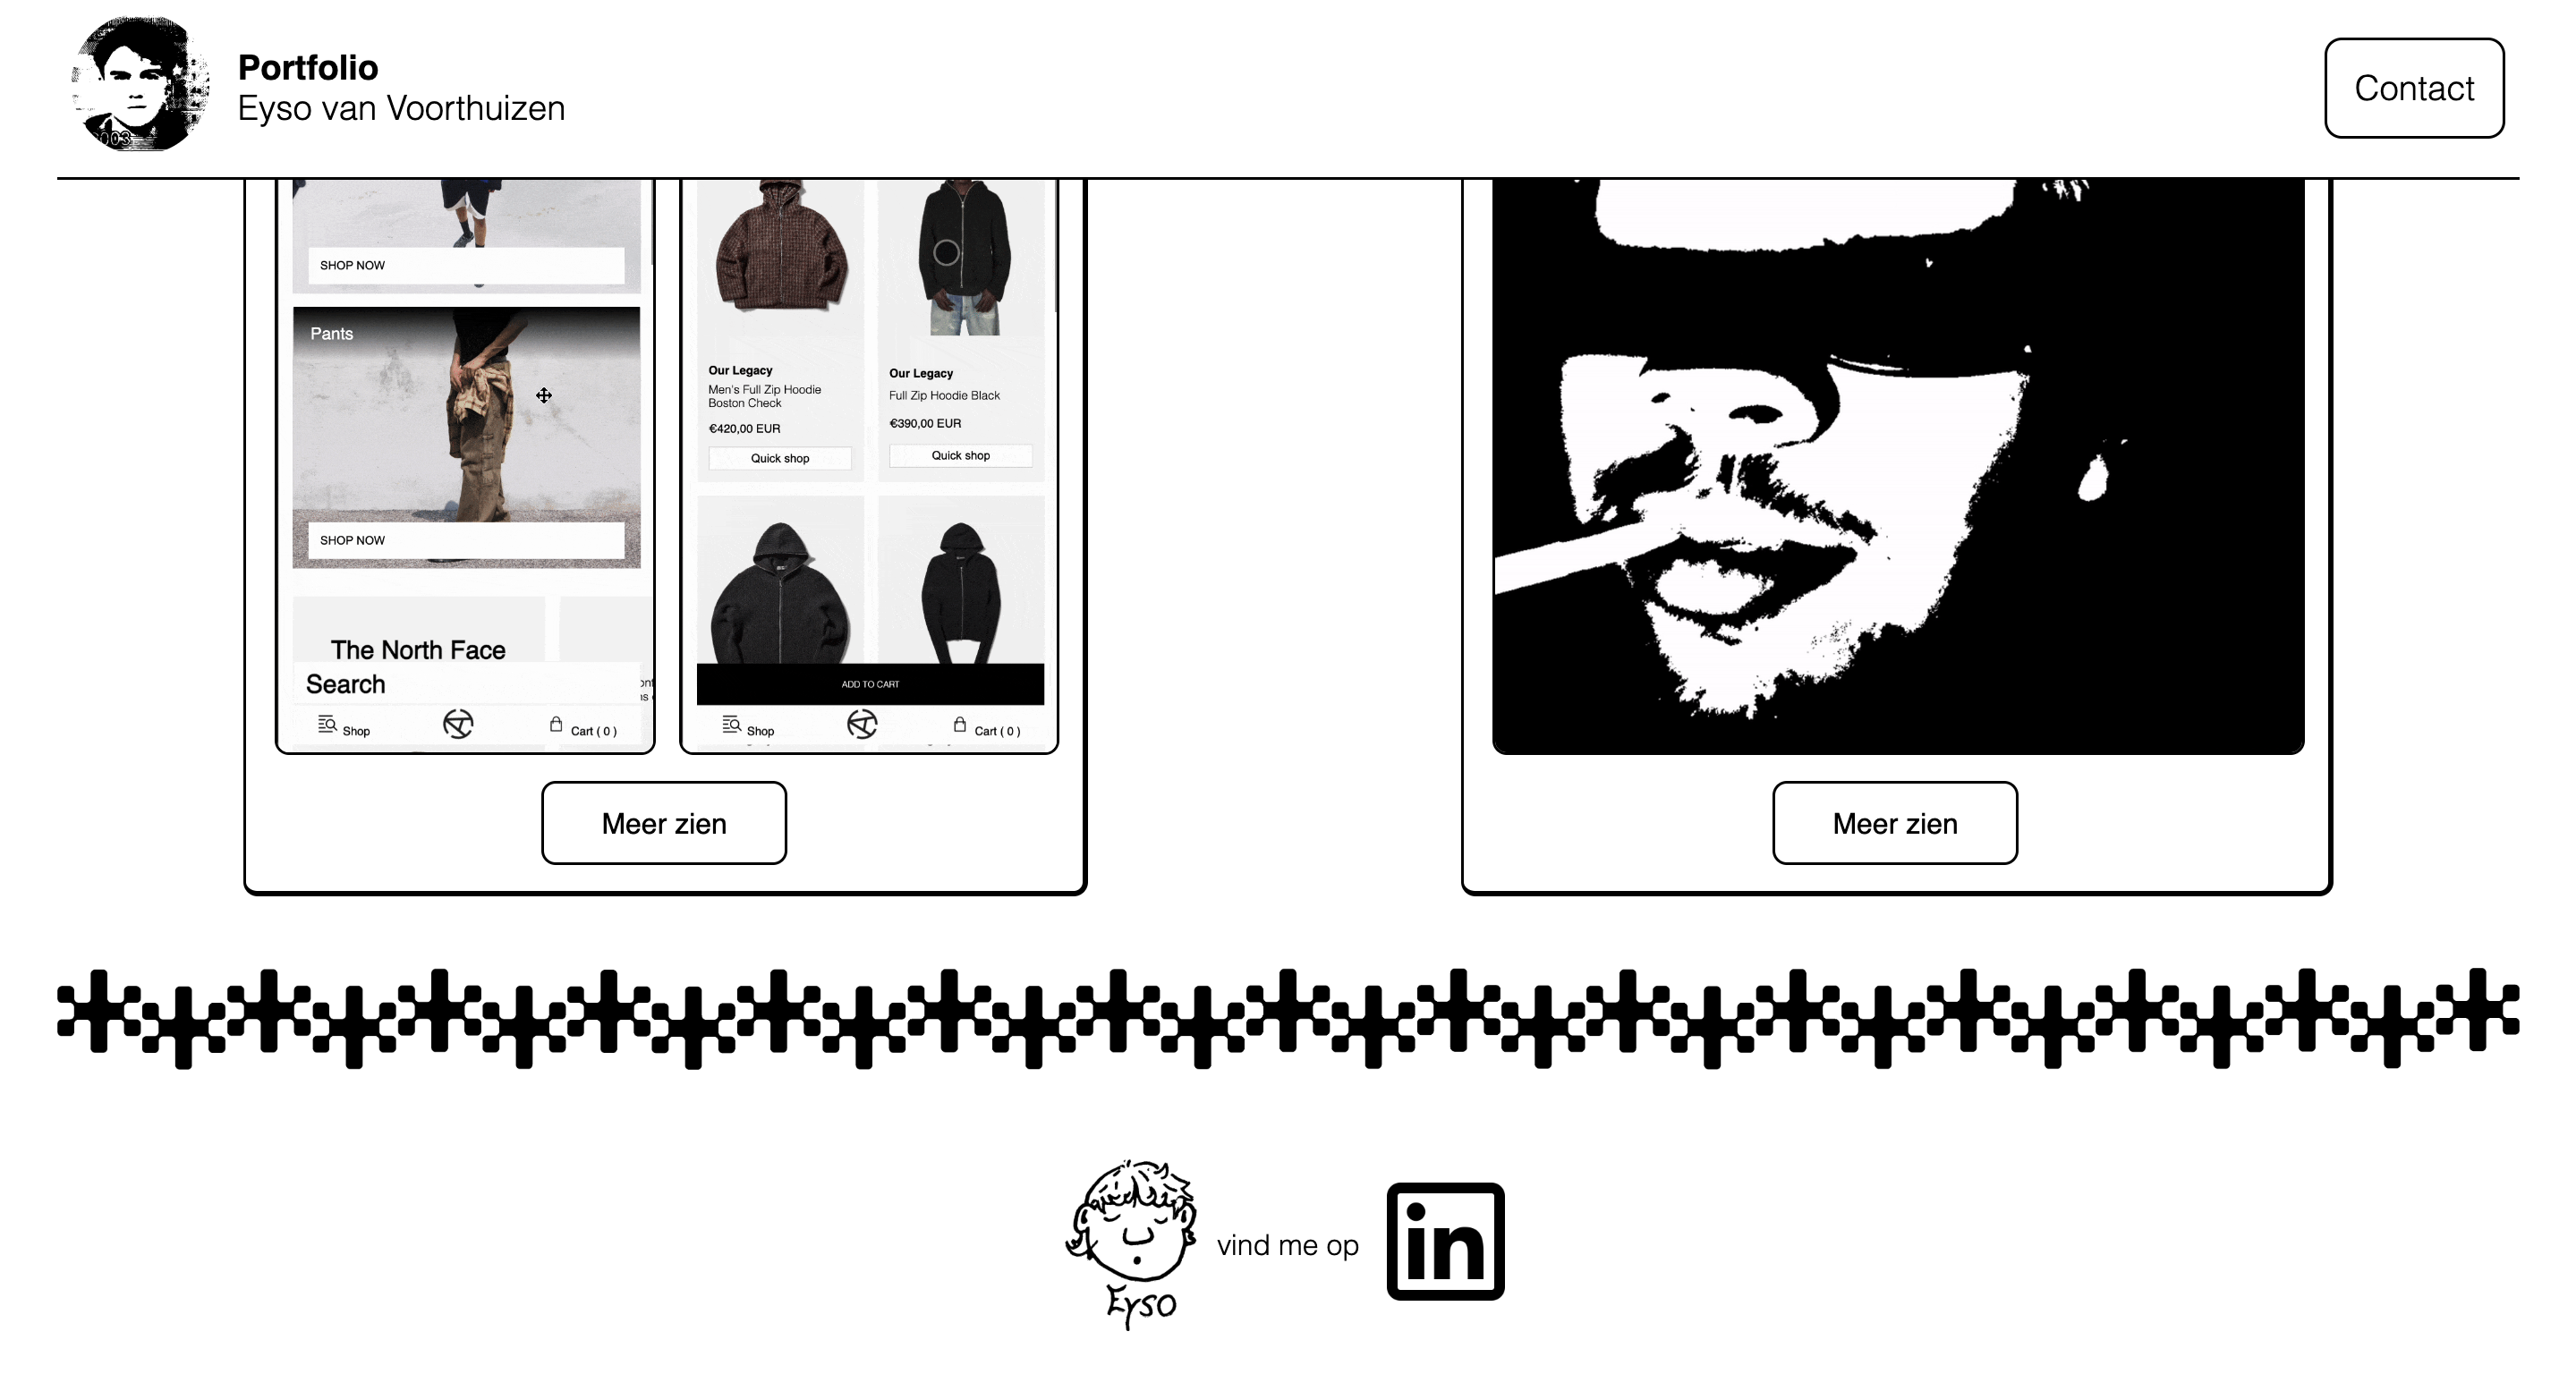 Portfolio
Eyso van Voorthuizen
Contact
003
SHOP NOW
Pants
SHOP NOW
The North Face
Search
Shop
Cart ( 0 )
Our Legacy
Men's Full Zip Hoodie
Boston Check
€420,00 EUR
Quick shop
Our Legacy
Full Zip Hoodie Black
€390,00 EUR
Quick shop
ADD TO CART
Shop
Cart ( 0 )
Meer zien
Meer zien
Eyso
vind me op
in